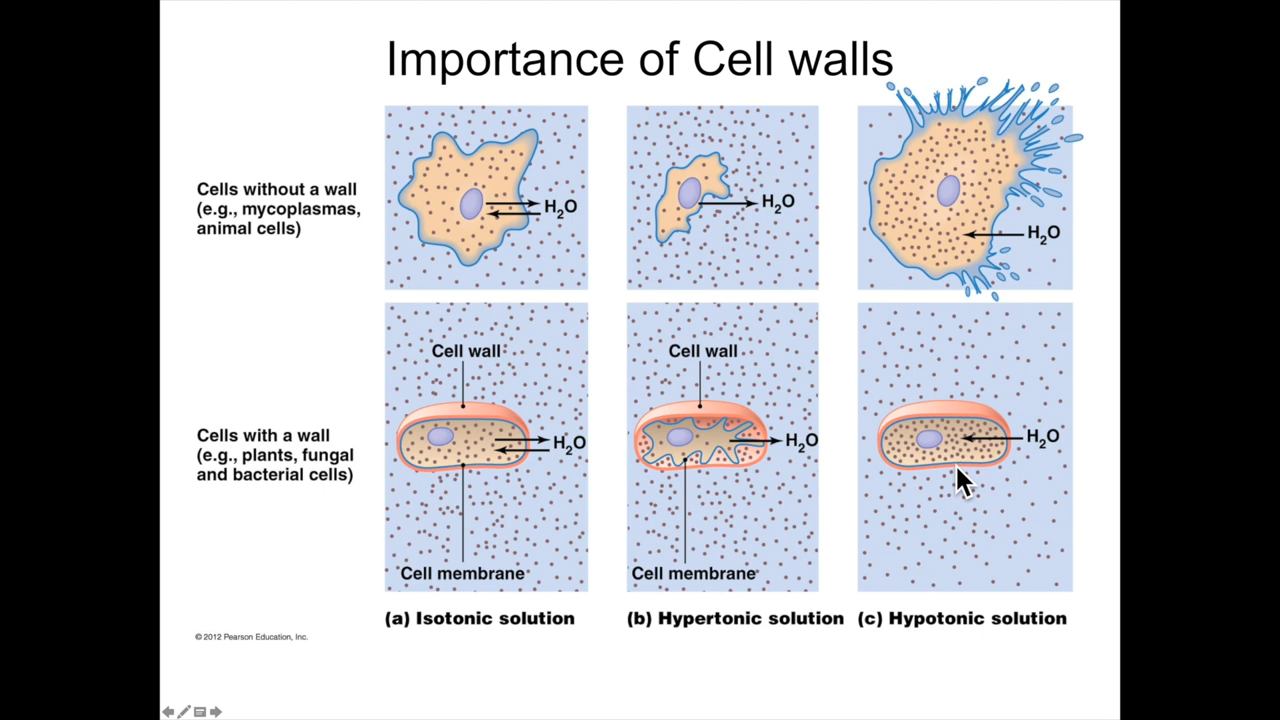 Importance of Cell walls
Cells without a wall
(e.g., mycoplasmas,
animal cells)
H₂O
H₂O
H₂O
Cells with a wall
(e.g., plants, fungal
and bacterial cells)
Cell wall
H₂O
Cell membrane
Cell wall
H₂O
Cell membrane
H₂O
(a) Isotonic solution
(b) Hypertonic solution
(c) Hypotonic solution
© 2012 Pearson Education, Inc.